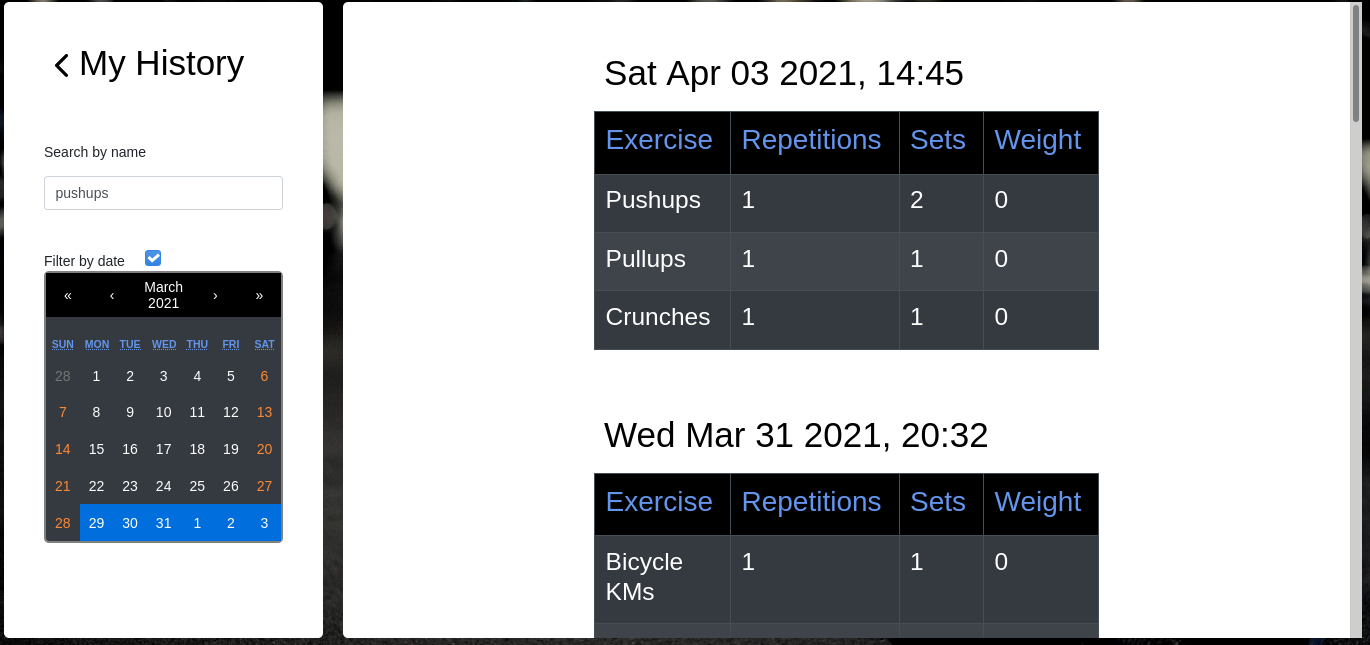 My History
Search by name
pushups
Filter by date
« ‹ March 2021 › »
SUN MON TUE WED THU FRI SAT
28 1 2 3 4 5 6
7 8 9 10 11 12 13
14 15 16 17 18 19 20
21 22 23 24 25 26 27
28 29 30 31 1 2 3
Sat Apr 03 2021, 14:45
Exercise Repetitions Sets Weight
Pushups 1 2 0
Pullups 1 1 0
Crunches 1 1 0
Wed Mar 31 2021, 20:32
Exercise Repetitions Sets Weight
Bicycle KMs 1 1 0